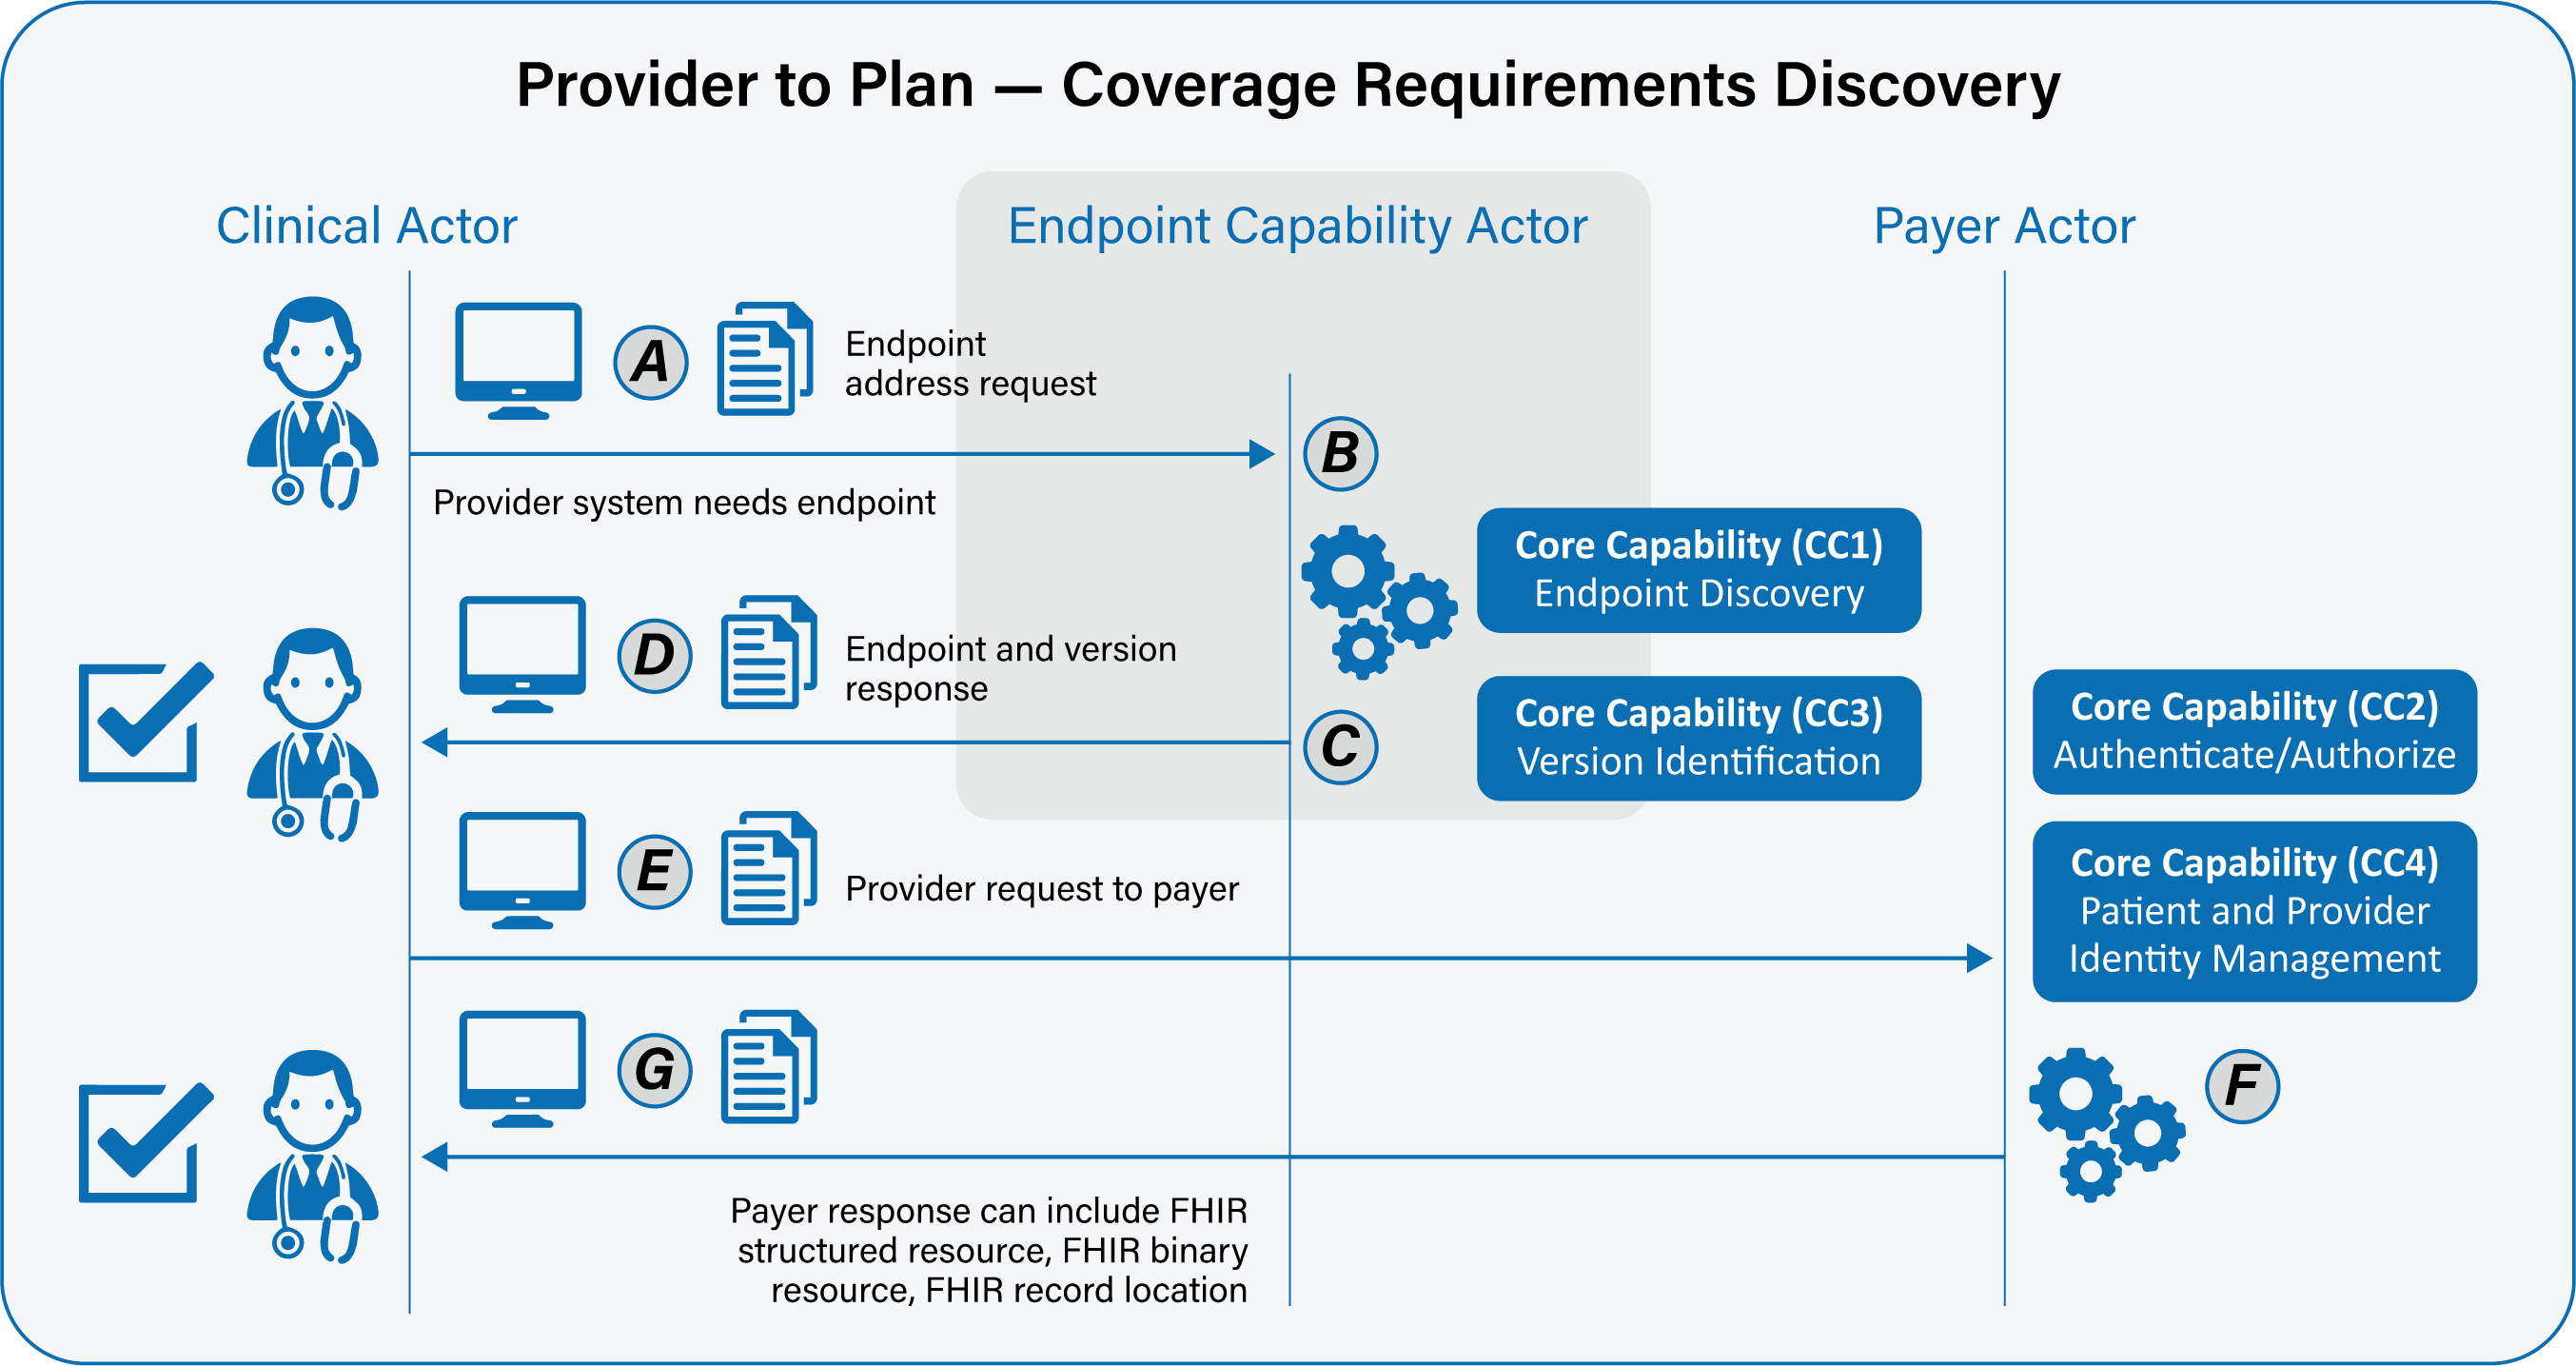 Provider to Plan — Coverage Requirements Discovery
Clinical Actor
Endpoint Capability Actor
Payer Actor
A
Endpoint
address request
B
Provider system needs endpoint
Core Capability (CC1)
Endpoint Discovery
D
Endpoint and version
response
C
Core Capability (CC3)
Version Identification
Core Capability (CC2)
Authenticate/Authorize
E
Provider request to payer
Core Capability (CC4)
Patient and Provider
Identity Management
G
F
Payer response can include FHIR
structured resource, FHIR binary
resource, FHIR record location